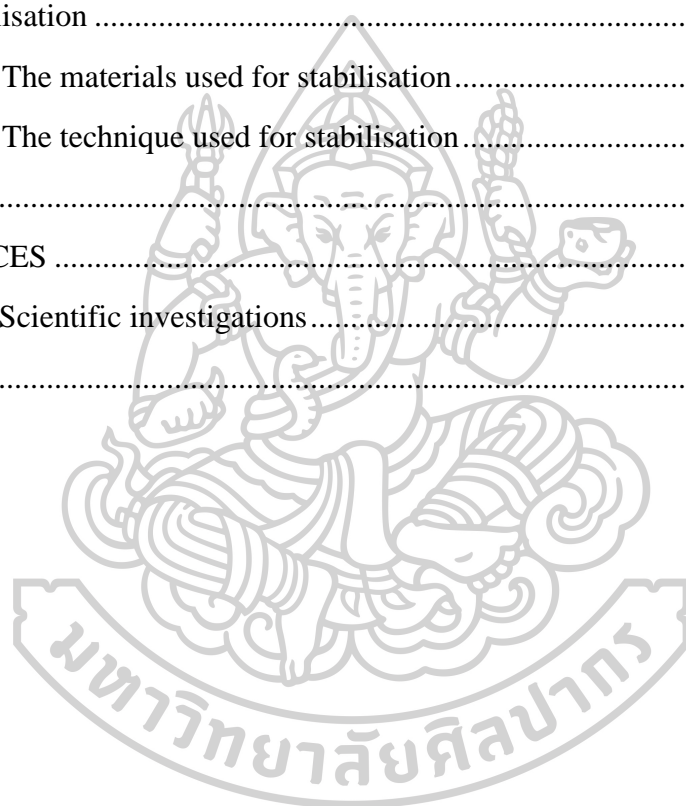 lisation ........................................................................................................
The materials used for stabilisation........................................
The technique used for stabilisation.......................................
........................................................................................................
CES ........................................................................................................
Scientific investigations................................................................
........................................................................................................
มหาวิทยาลัยศิลปากร